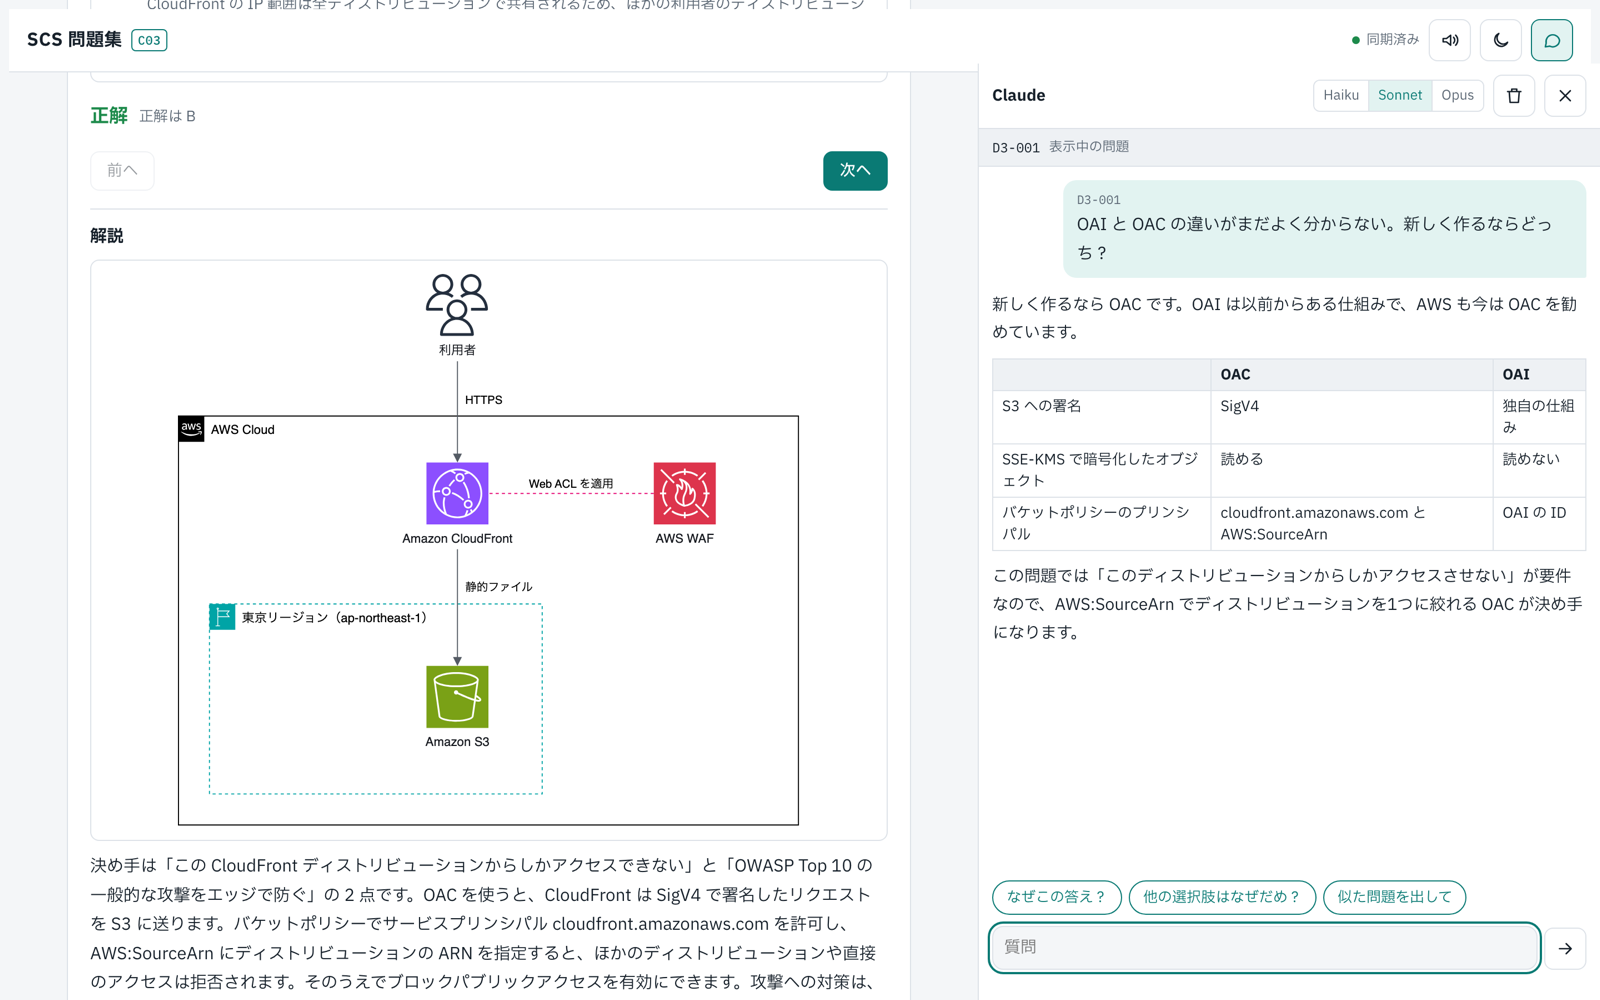 CloudFront の IP 範囲は全ディストリビューションで共有されるため、ほかの利用者のディストリビューシ
SCS 問題集 C03
同期済み
正解 正解は B
前へ
次へ
解説
利用者
HTTPS
aws AWS Cloud
Web ACL を適用
Amazon CloudFront
AWS WAF
静的ファイル
東京リージョン（ap-northeast-1）
Amazon S3
決め手は「この CloudFront ディストリビューションからしかアクセスできない」と「OWASP Top 10 の
一般的な攻撃をエッジで防ぐ」の 2 点です。OAC を使うと、CloudFront は SigV4 で署名したリクエスト
を S3 に送ります。バケットポリシーでサービスプリンシパル cloudfront.amazonaws.com を許可し、
AWS:SourceArn にディストリビューションの ARN を指定すると、ほかのディストリビューションや直接
のアクセスは拒否されます。そのうえでブロックパブリックアクセスを有効にできます。攻撃への対策は、
Claude
Haiku Sonnet Opus
D3-001 表示中の問題
D3-001
OAI と OAC の違いがまだよく分からない。新しく作るならどっ
ち？
新しく作るなら OAC です。OAI は以前からある仕組みで、AWS も今は OAC を勧
めています。
OAC OAI
S3 への署名 SigV4 独自の仕組
み
SSE-KMS で暗号化したオブジ 読める 読めない
ェクト
バケットポリシーのプリンシ cloudfront.amazonaws.com と OAI の ID
パル AWS:SourceArn
この問題では「このディストリビューションからしかアクセスさせない」が要件
なので、AWS:SourceArn でディストリビューションを1つに絞れる OAC が決め手
になります。
なぜこの答え？ 他の選択肢はなぜだめ？ 似た問題を出して
質問